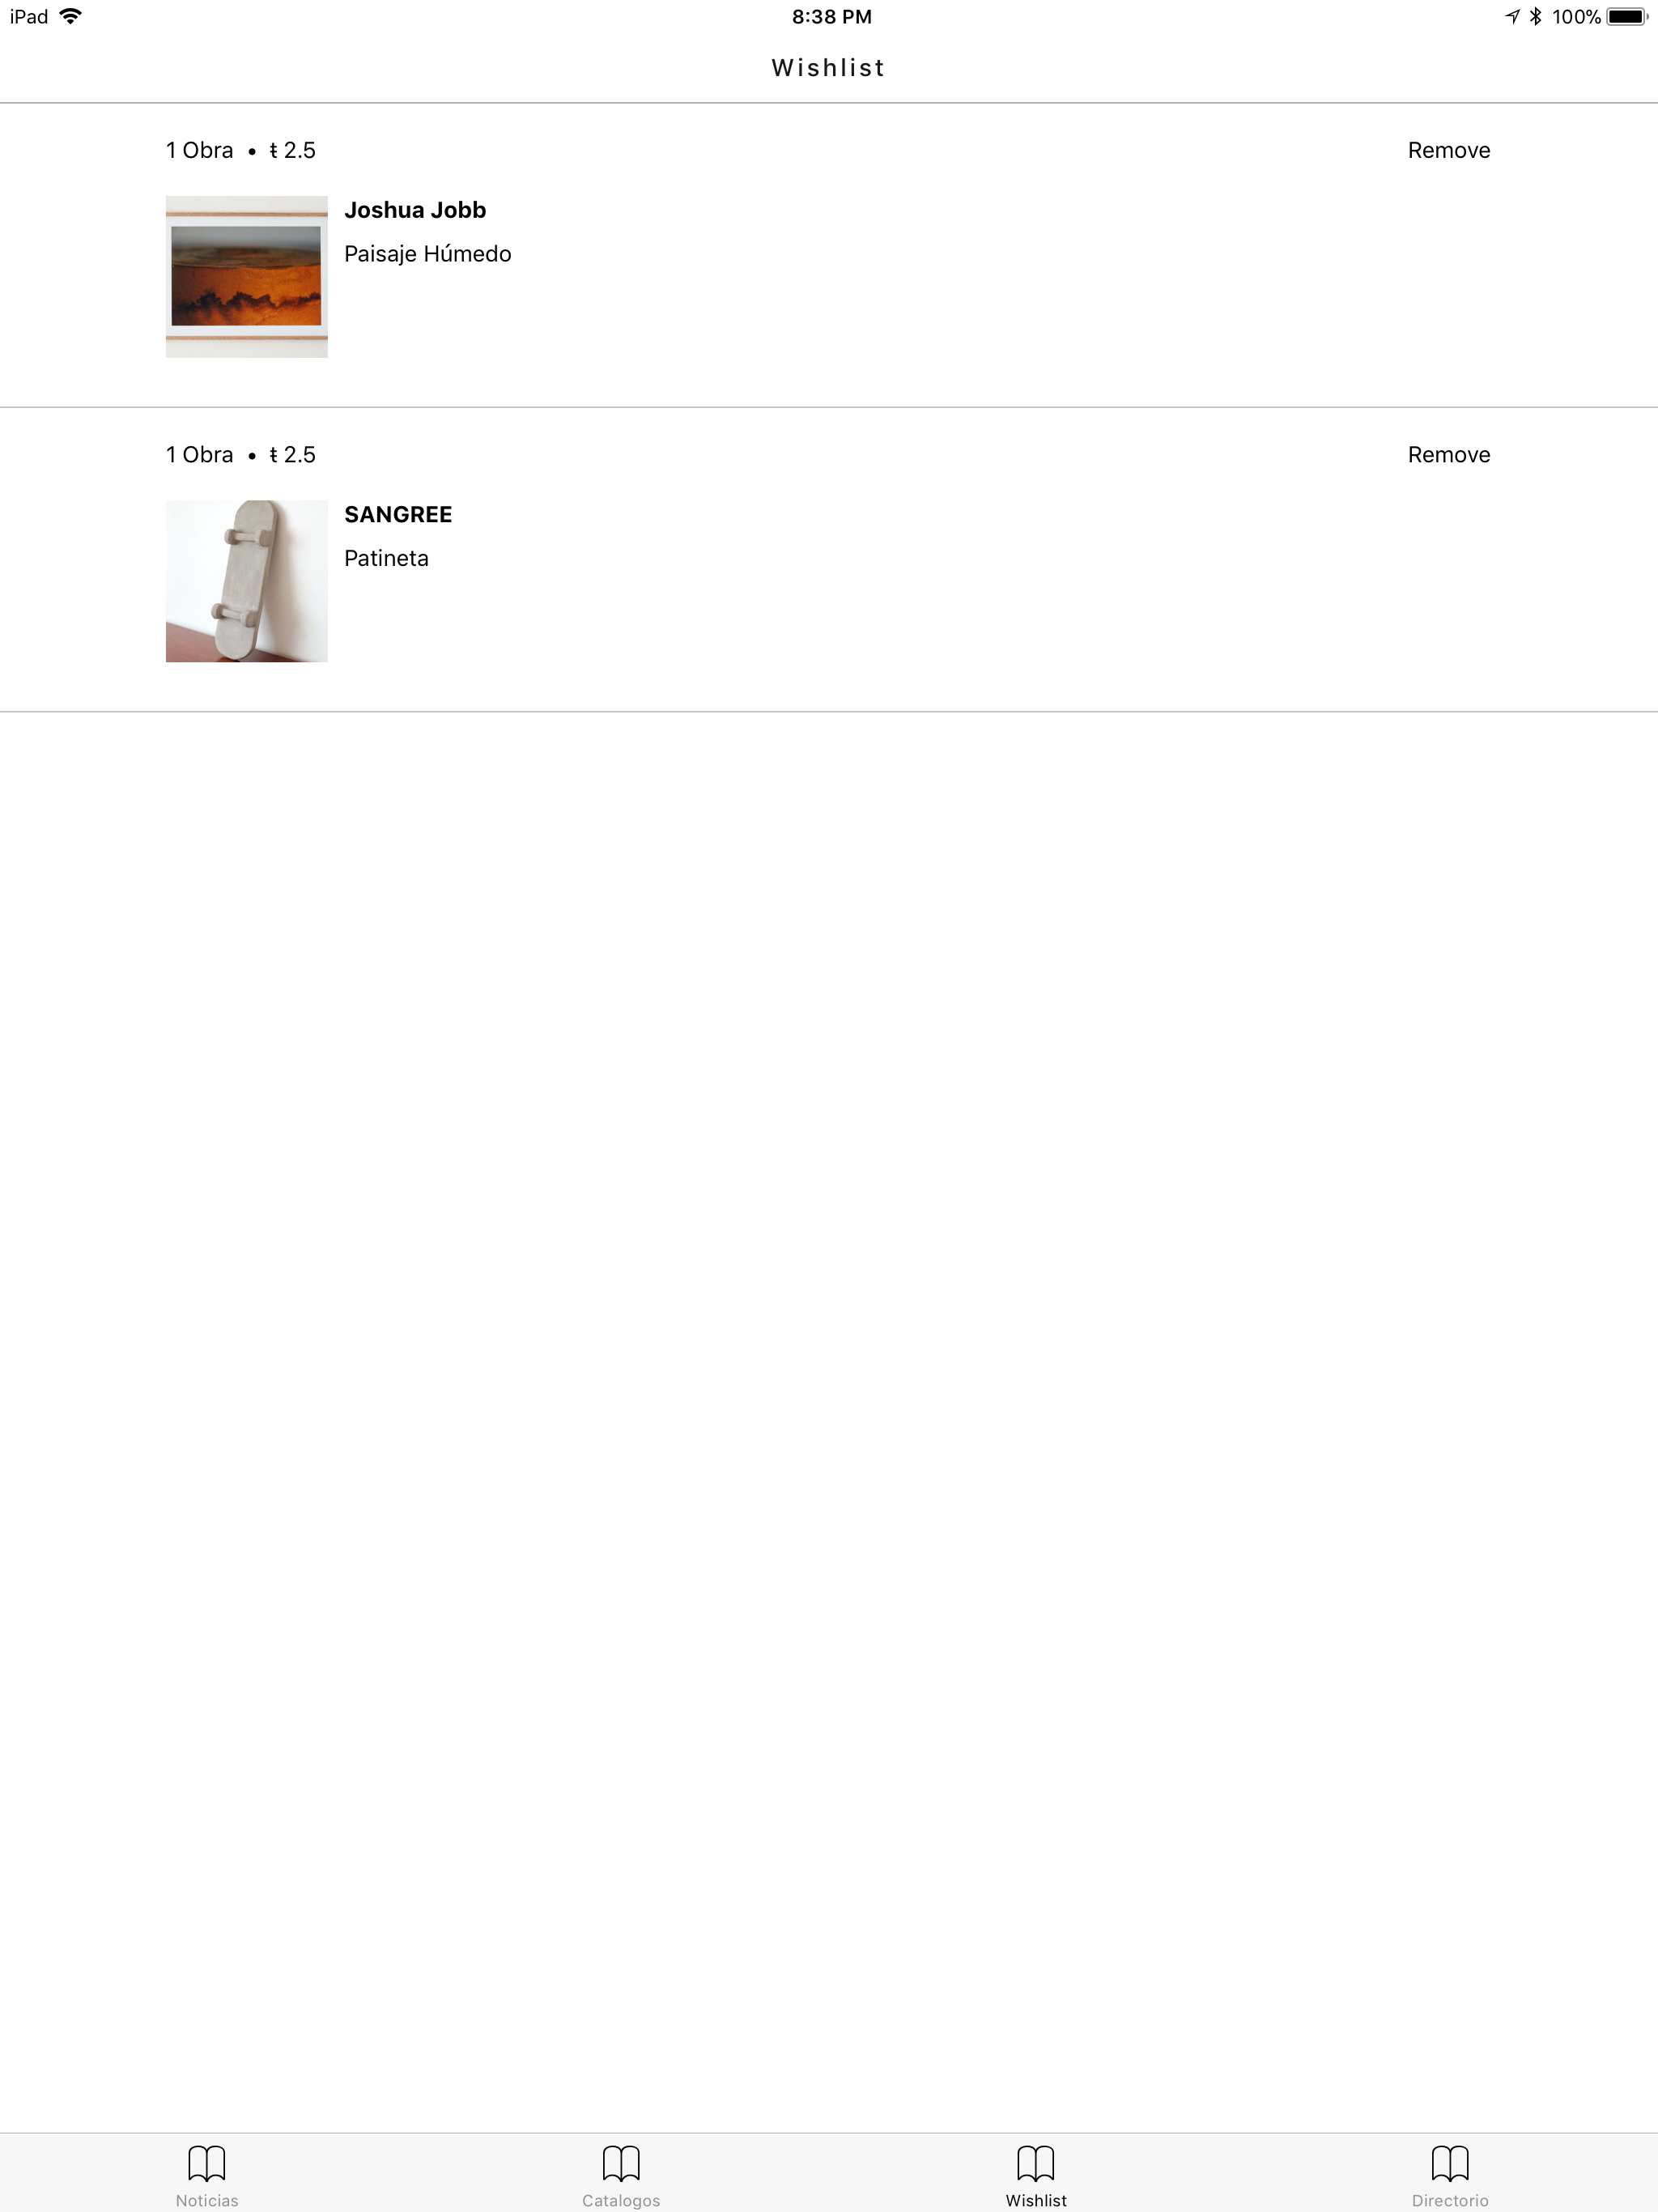 iPad 8:38 PM 100%
Wishlist
1 Obra • ŧ 2.5 Remove
Joshua Jobb
Paisaje Húmedo
1 Obra • ŧ 2.5 Remove
SANGREE
Patineta
Noticias Catalogos Wishlist Directorio